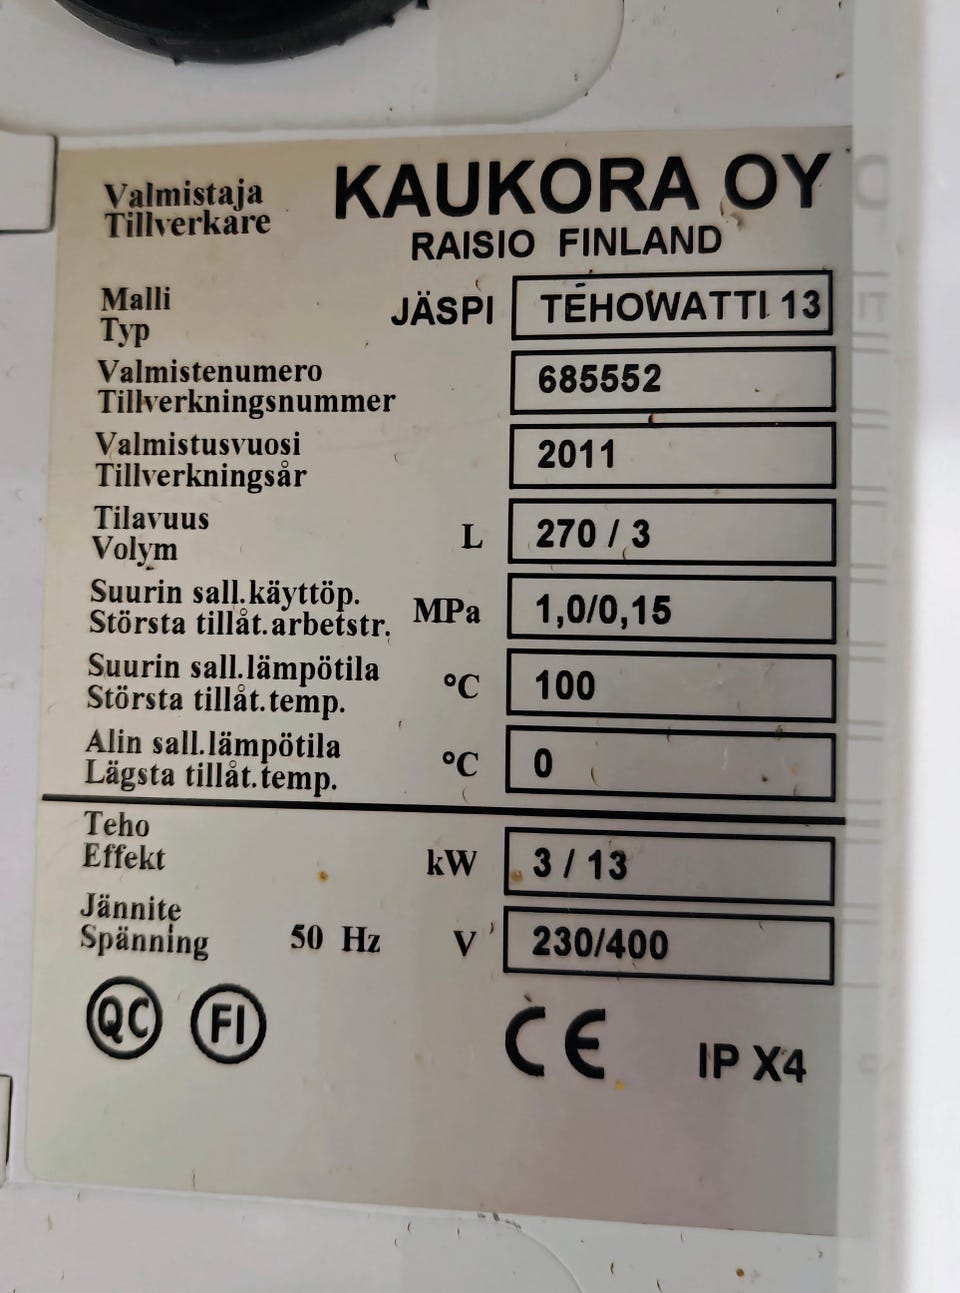 Valmistaja
Tillverkare
KAUKORA OY
RAISIO FINLAND
Malli
Typ
JÄSPI TEHOWATTI 13
Valmistenumero
Tillverkningsnummer
685552
Valmistusvuosi
Tillverkningsår
2011
Tilavuus
Volym
L 270 / 3
Suurin sall.käyttöp.
Största tillåt.arbetstr.
MPa 1,0/0,15
Suurin sall.lämpötila
Största tillåt.temp.
°C 100
Alin sall.lämpötila
Lägsta tillåt.temp.
°C 0
Teho
Effekt
kW 3 / 13
Jännite
Spänning
50 Hz V 230/400
QC FI CE IP X4